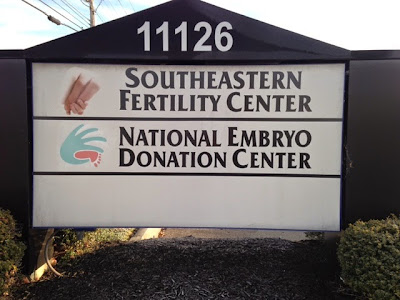 11126
SOUTHEASTERN
FERTILITY CENTER
NATIONAL EMBRYO
DONATION CENTER